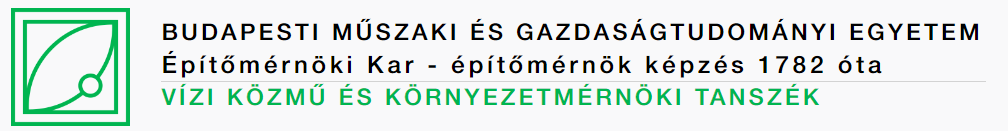 BUDAPESTI MŰSZAKI ÉS GAZDASÁGTUDOMÁNYI EGYETEM
Építőmérnöki Kar - építőmérnök képzés 1782 óta
VÍZI KÖZMŰ ÉS KÖRNYEZETMÉRNÖKI TANSZÉK